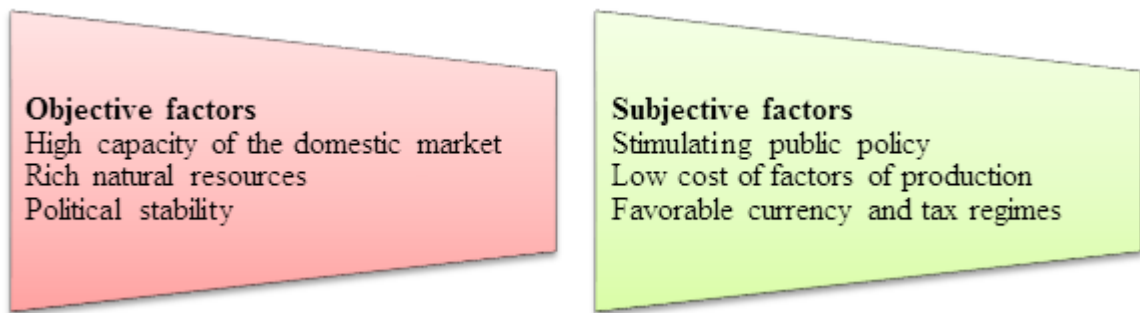 Objective factors
High capacity of the domestic market
Rich natural resources
Political stability
Subjective factors
Stimulating public policy
Low cost of factors of production
Favorable currency and tax regimes